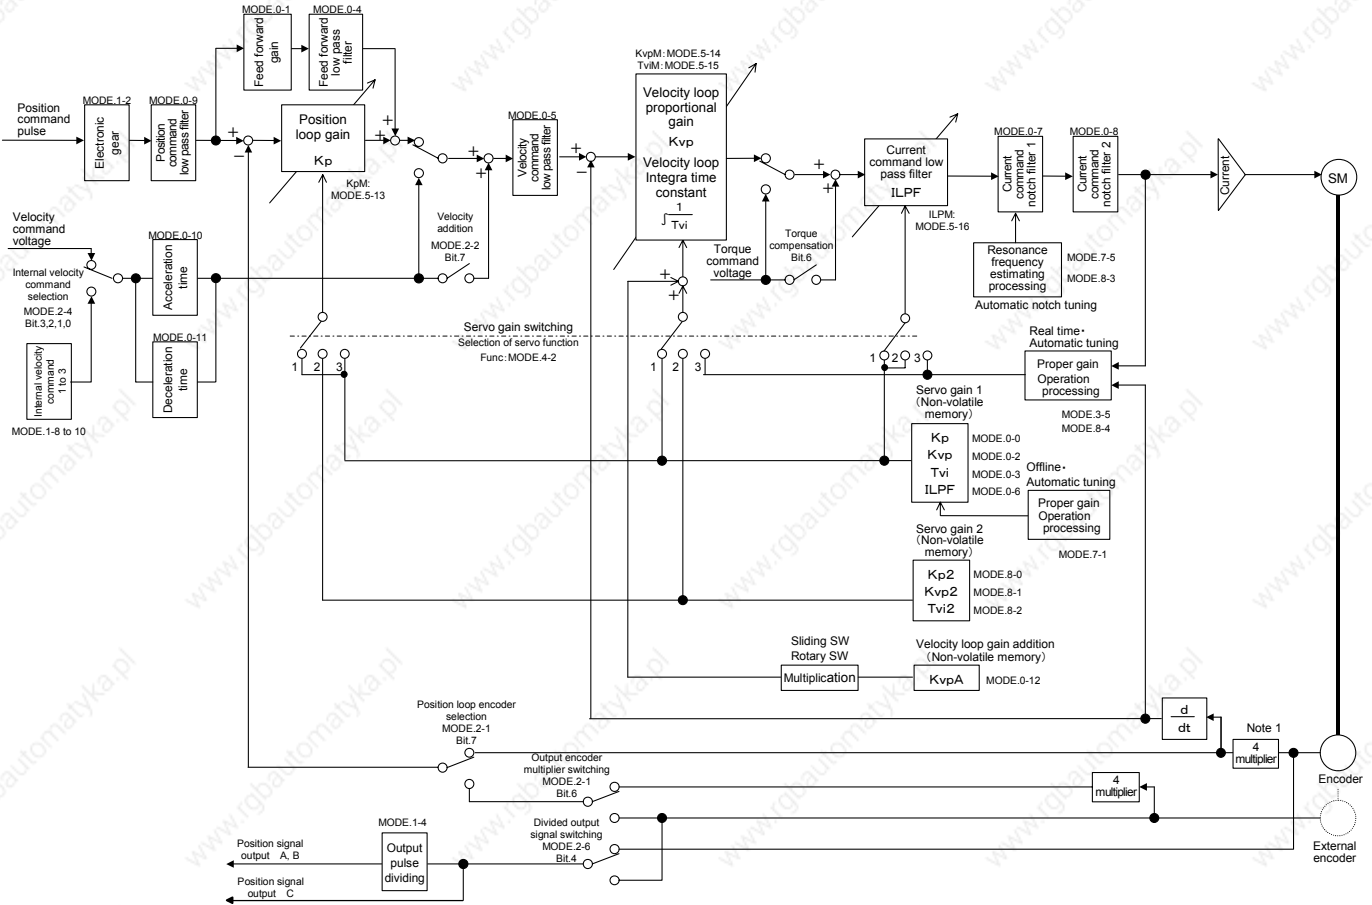 MODE.0-1
MODE.0-4
Feed forward
gain
Feed forward
low pass
filter
KvpM: MODE.5-14
TviM: MODE.5-15
Position
command
pulse
MODE.1-2
Electronic
gear
MODE.0-9
Position
command
low pass filter
+
−
Position
loop gain
Kp
+
+
KpM:
MODE.5-13
+
+
MODE.0-5
Velocity
command
low pass filter
+
−
Velocity loop
proportional
gain
Kvp
Velocity loop
Integra time
constant
∫ 1
Tvi
+
+
Current
command low
pass filter
ILPF
ILPM:
MODE.5-16
MODE.0-7
Current
command
notch filter 1
MODE.0-8
Current
command
notch filter 2
Current
SM
Resonance
frequency
estimating
processing
MODE.7-5
MODE.8-3
Automatic notch tuning
Velocity
command
voltage
Internal velocity
command
selection
MODE.2-4
Bit.3,2,1,0
Internal velocity
command
1 to 3
MODE.1-8 to 10
MODE.0-10
Acceleration
time
MODE.0-11
Deceleration
time
Velocity
addition
MODE.2-2
Bit.7
Torque
command
voltage
Torque
compensation
Bit.6
+
+
Servo gain switching
Selection of servo function
Func:MODE.4-2
1 2 3
1 2 3
1 2 3
Real time･
Automatic tuning
Proper gain
Operation
processing
MODE.3-5
MODE.8-4
Servo gain 1
(Non-volatile
memory)
Kp
Kvp
Tvi
ILPF
MODE.0-0
MODE.0-2
MODE.0-3
MODE.0-6
Offline･
Automatic tuning
Proper gain
Operation
processing
MODE.7-1
Servo gain 2
(Non-volatile
memory)
Kp2
Kvp2
Tvi2
MODE.8-0
MODE.8-1
MODE.8-2
Sliding SW
Rotary SW
Multiplication
Velocity loop gain addition
(Non-volatile memory)
KvpA
MODE.0-12
Position loop encoder
selection
MODE.2-1
Bit.7
d
dt
Note 1
4
multiplier
Encoder
Output encoder
multiplier switching
MODE.2-1
Bit.6
4
multiplier
External
encoder
Divided output
signal switching
MODE.2-6
Bit.4
MODE.1-4
Output
pulse
dividing
Position signal
output A, B
Position signal
output C
www.rgbautomatyka.pl